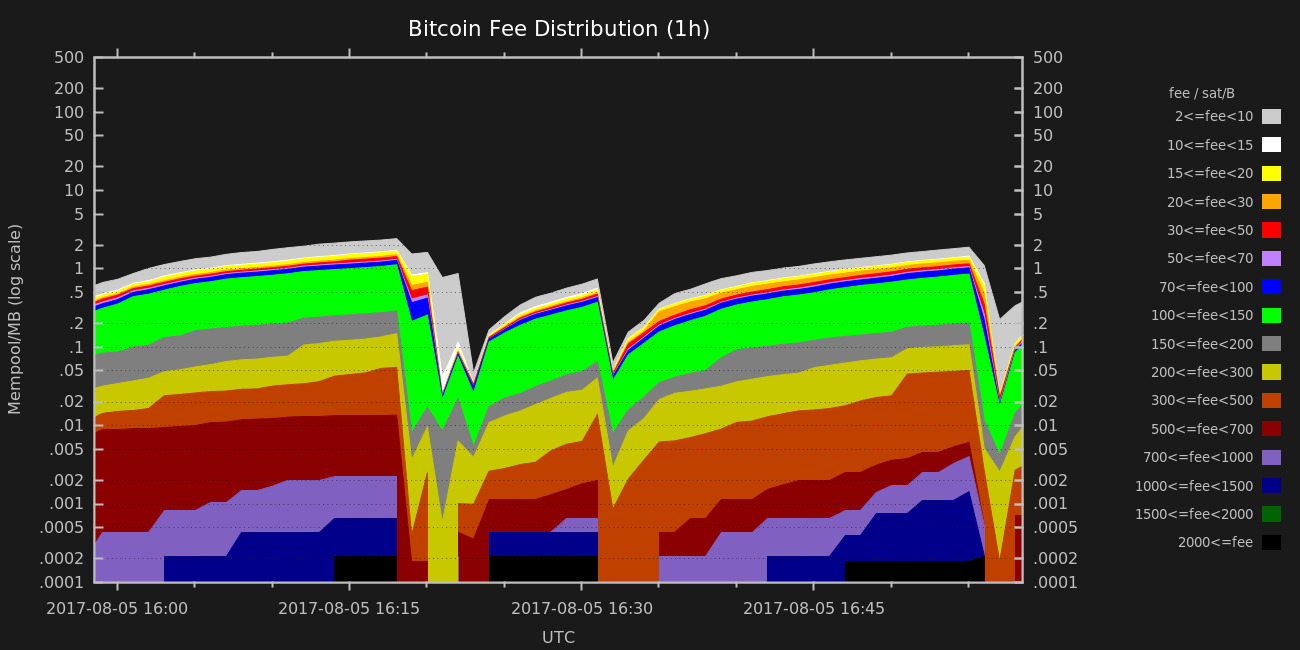 Bitcoin Fee Distribution (1h)
Mempool/MB (log scale)
500
200
100
50
20
10
5
2
1
.5
.2
.1
.05
.02
.01
.005
.002
.001
.0005
.0002
.0001
500
200
100
50
20
10
5
2
1
.5
.2
.1
.05
.02
.01
.005
.002
.001
.0005
.0002
.0001
2017-08-05 16:00
2017-08-05 16:15
2017-08-05 16:30
2017-08-05 16:45
UTC
fee / sat/B
2<=fee<10
10<=fee<15
15<=fee<20
20<=fee<30
30<=fee<50
50<=fee<70
70<=fee<100
100<=fee<150
150<=fee<200
200<=fee<300
300<=fee<500
500<=fee<700
700<=fee<1000
1000<=fee<1500
1500<=fee<2000
2000<=fee